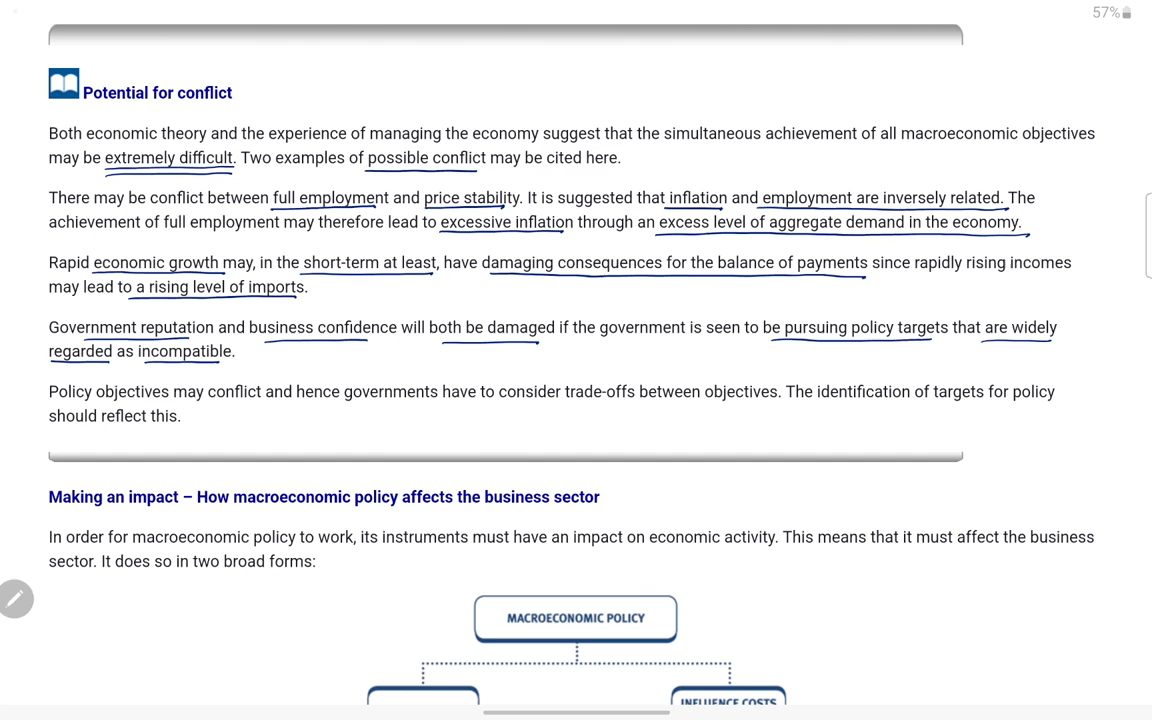 57%
Potential for conflict
Both economic theory and the experience of managing the economy suggest that the simultaneous achievement of all macroeconomic objectives
may be extremely difficult. Two examples of possible conflict may be cited here.
There may be conflict between full employment and price stability. It is suggested that inflation and employment are inversely related. The
achievement of full employment may therefore lead to excessive inflation through an excess level of aggregate demand in the economy.
Rapid economic growth may, in the short-term at least, have damaging consequences for the balance of payments since rapidly rising incomes
may lead to a rising level of imports.
Government reputation and business confidence will both be damaged if the government is seen to be pursuing policy targets that are widely
regarded as incompatible.
Policy objectives may conflict and hence governments have to consider trade-offs between objectives. The identification of targets for policy
should reflect this.
Making an impact – How macroeconomic policy affects the business sector
In order for macroeconomic policy to work, its instruments must have an impact on economic activity. This means that it must affect the business
sector. It does so in two broad forms:
MACROECONOMIC POLICY
INFLUENCE COSTS